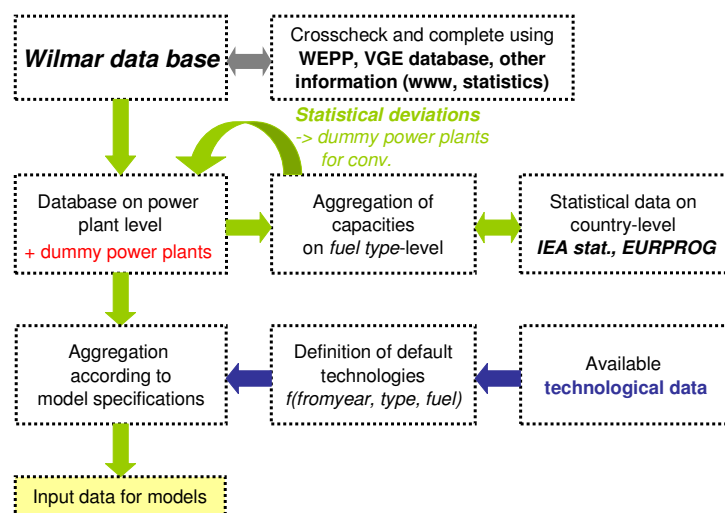 Wilmar data base
Crosscheck and complete using
WEPP, VGE database, other
information (www, statistics)
Statistical deviations
-> dummy power plants
for conv.
Database on power
plant level
+ dummy power plants
Aggregation of
capacities
on fuel type-level
Statistical data on
country-level
IEA stat., EURPROG
Aggregation
according to
model specifications
Definition of default
technologies
f(fromyear, type, fuel)
Available
technological data
Input data for models